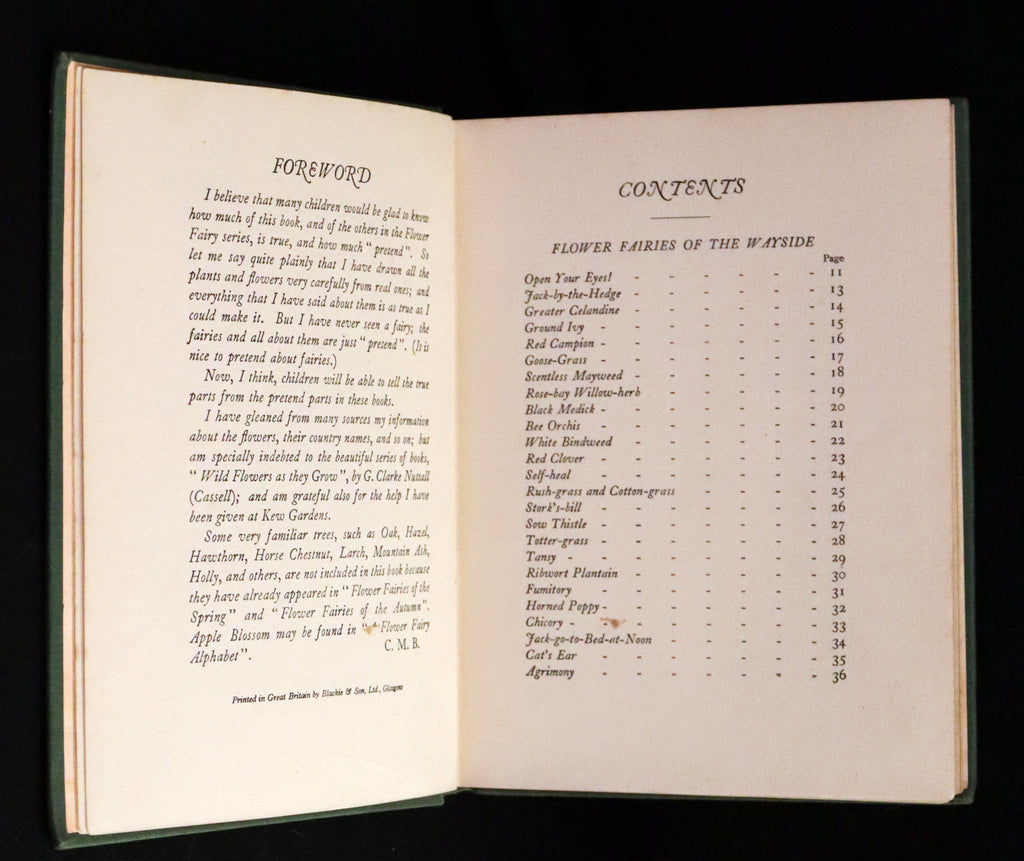 FOREWORD
I believe that many children would be glad to know
how much of this book, and of the others in the Flower
Fairy series, is true, and how much "pretend". So
let me say quite plainly that I have drawn all the
plants and flowers very carefully from real ones; and
everything that I have said about them is as true as I
could make it. But I have never seen a fairy; the
fairies and all about them are just "pretend". (It is
nice to pretend about fairies.)
Now, I think, children will be able to tell the true
parts from the pretend parts in these books.
I have gleaned from many sources my information
about the flowers, their country names, and so on; but
am specially indebted to the beautiful series of books,
"Wild Flowers as they Grow", by G. Clarke Nuttall
(Cassell); and am grateful also for the help I have
been given at Kew Gardens.
Some very familiar trees, such as Oak, Hazel,
Hawthorn, Horse Chestnut, Larch, Mountain Ash,
Holly, and others, are not included in this book because
they have already appeared in "Flower Fairies of the
Spring" and "Flower Fairies of the Autumn".
Apple Blossom may be found in "Flower Fairy
Alphabet".
C. M. B.
Printed in Great Britain by Blackie & Son, Ltd., Glasgow
CONTENTS
FLOWER FAIRIES OF THE WAYSIDE
Page
Open Your Eyes! - - - - - - 11
Jack-by-the-Hedge - - - - - - 13
Greater Celandine - - - - - - 14
Ground Ivy - - - - - - - 15
Red Campion - - - - - - - 16
Goose-Grass - - - - - - - 17
Scentless Mayweed - - - - - - 18
Rose-bay Willow-herb - - - - - 19
Black Medick - - - - - - - 20
Bee Orchis - - - - - - - 21
White Bindweed - - - - - - 22
Red Clover - - - - - - - 23
Self-heal - - - - - - - 24
Rush-grass and Cotton-grass - - - - 25
Stork's-bill - - - - - - - 26
Sow Thistle - - - - - - - 27
Totter-grass - - - - - - - 28
Tansy - - - - - - - - 29
Ribwort Plantain - - - - - - 30
Fumitory - - - - - - - 31
Horned Poppy - - - - - - - 32
Chicory - - - - - - - - 33
Jack-go-to-Bed-at-Noon - - - - - 34
Cat's Ear - - - - - - - 35
Agrimony - - - - - - - 36